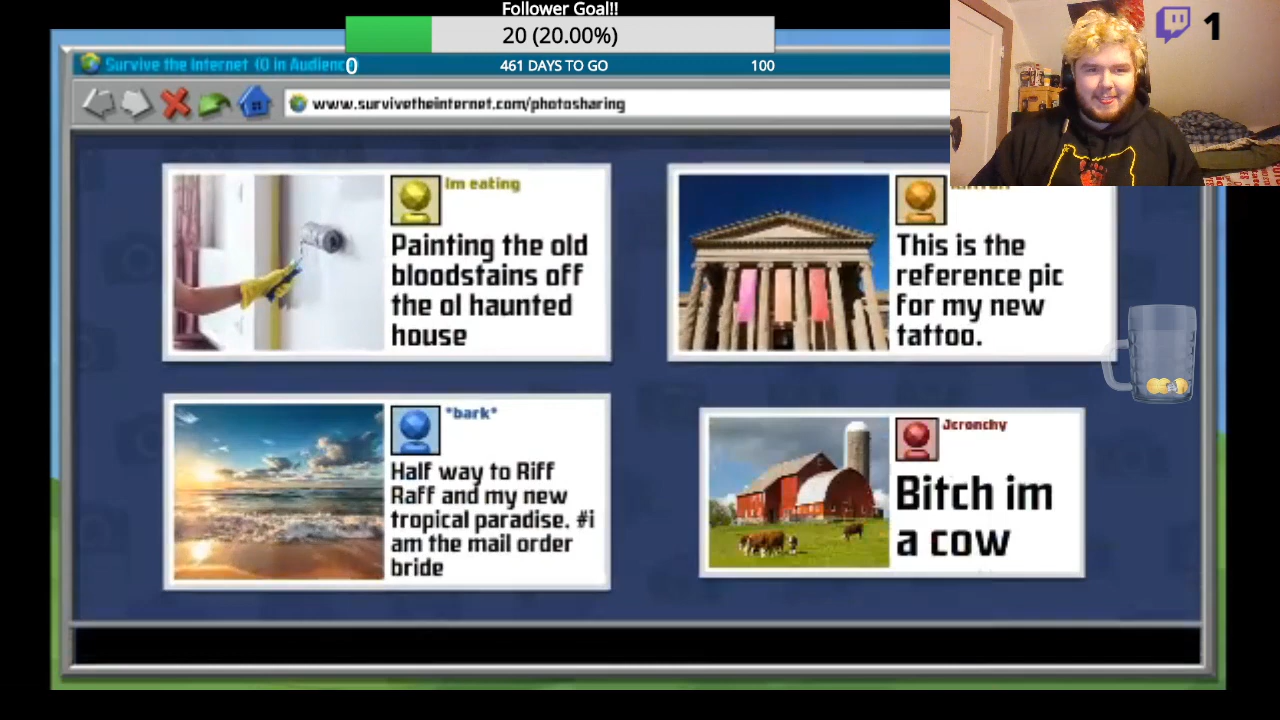 Follower Goal!!
20 (20.00%)
0 461 DAYS TO GO 100
1
Survive the Internet (0 in Audienc
www.survivetheinternet.com/photosharing
Im eating
Painting the old
bloodstains off
the ol haunted
house
This is the
reference pic
for my new
tattoo.
*bark*
Half way to Riff
Raff and my new
tropical paradise. #i
am the mail order
bride
Jcronchy
Bitch im
a cow